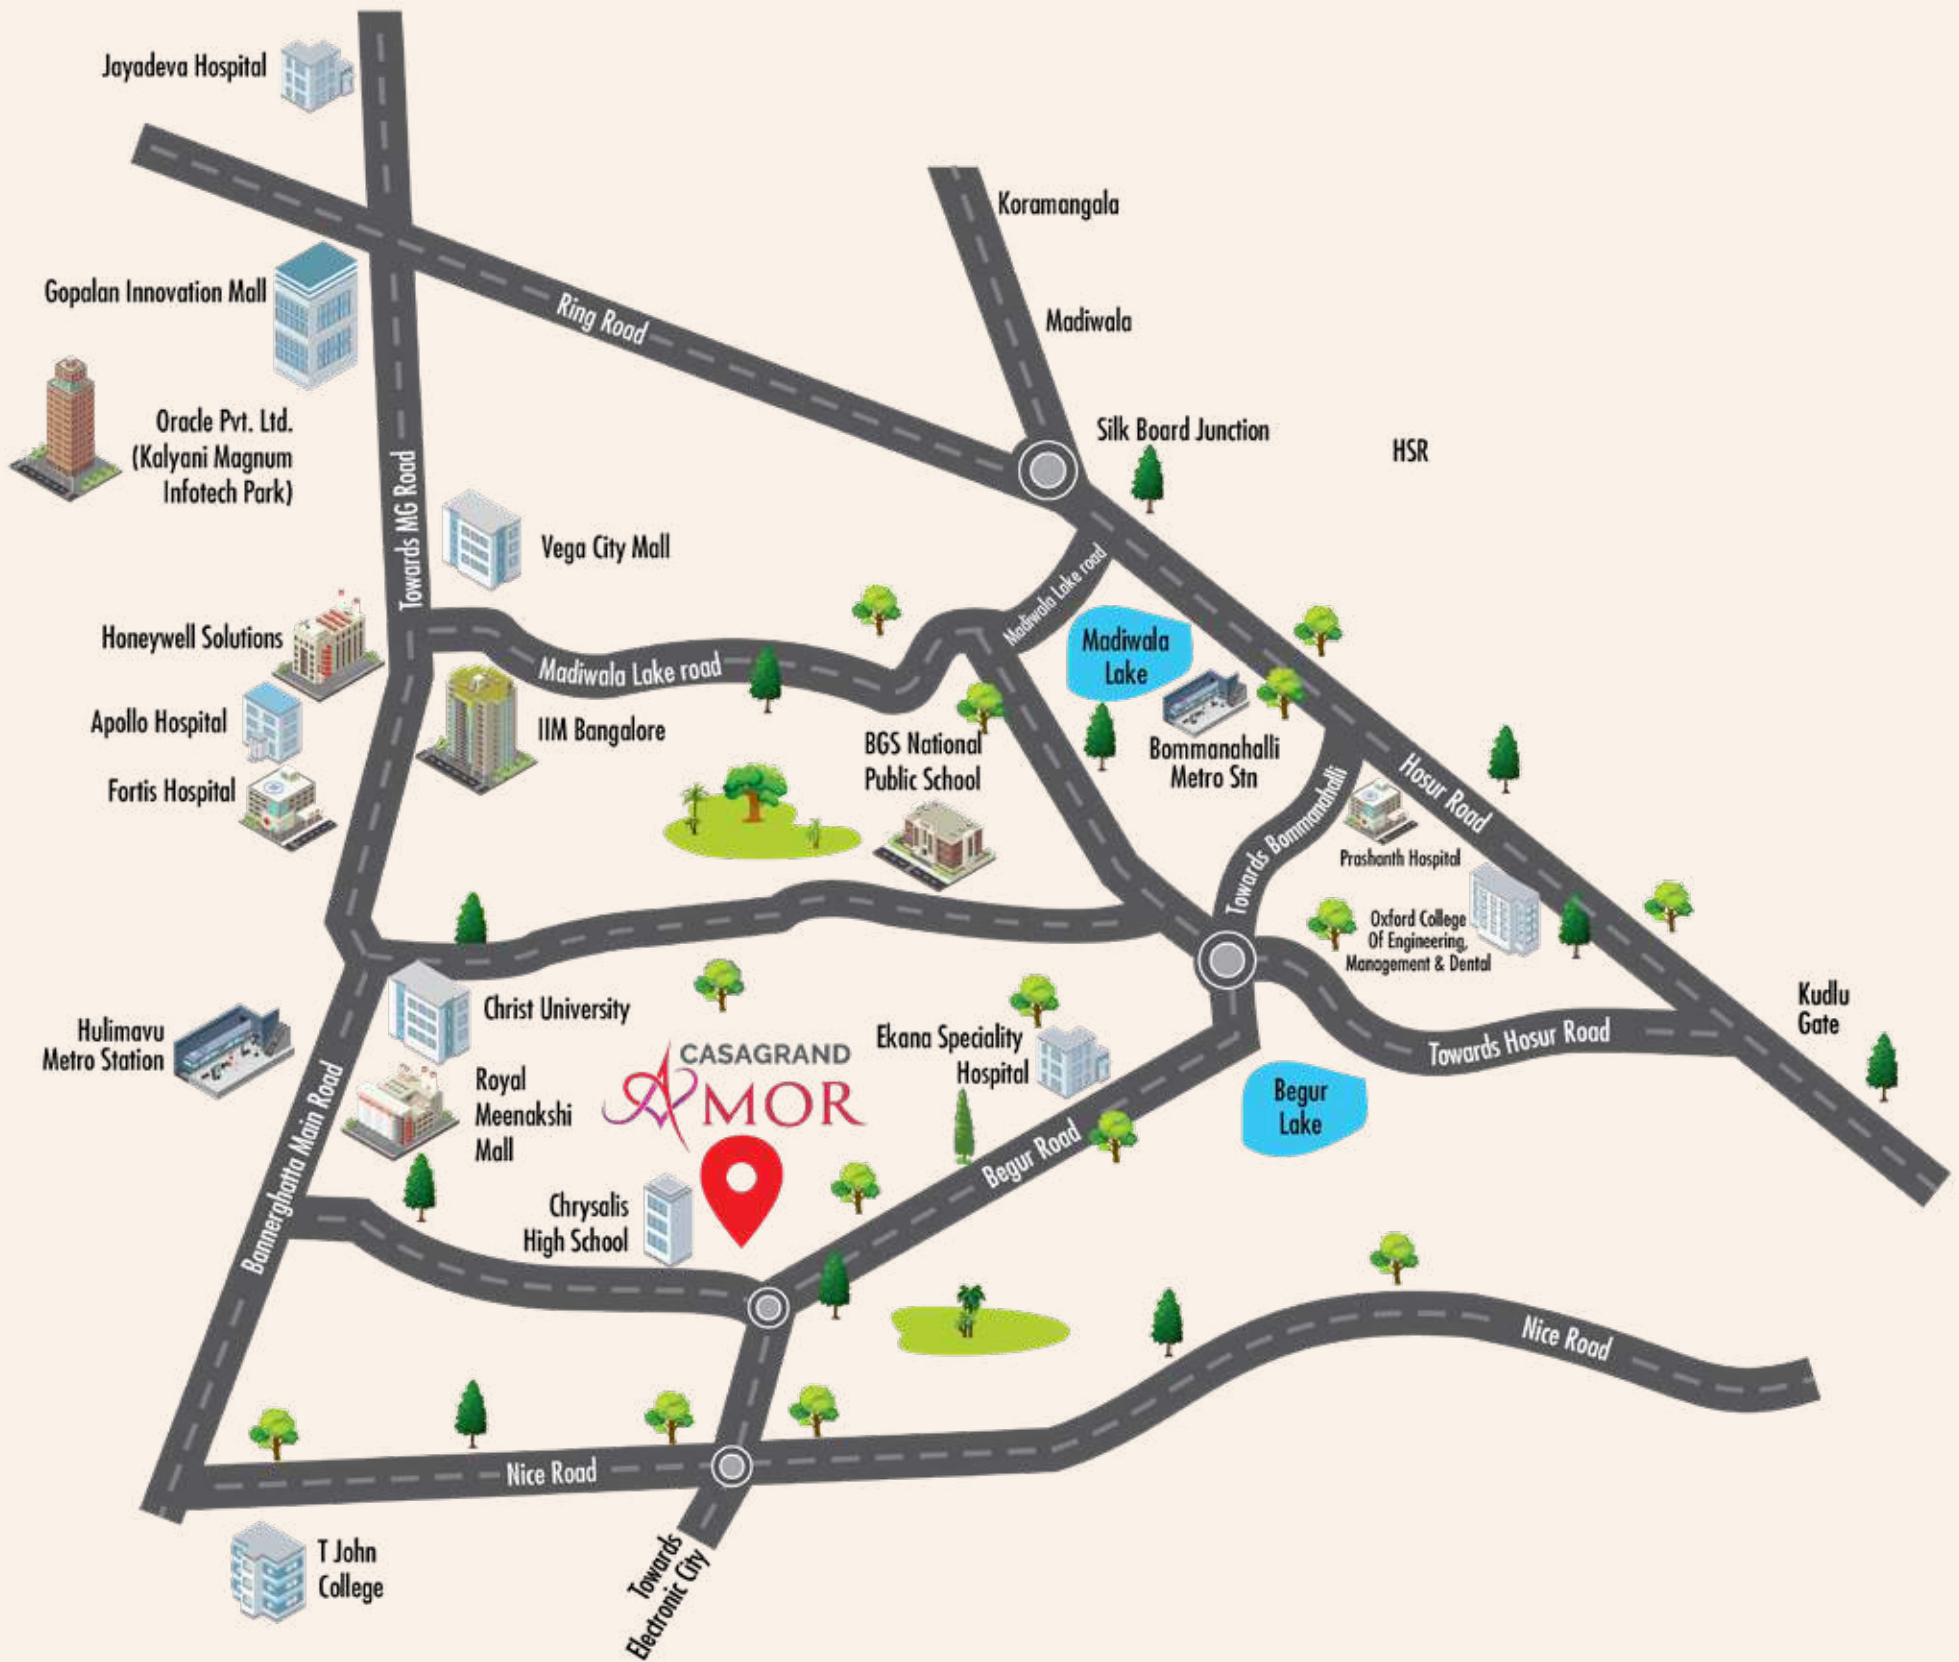 Jayadeva Hospital
Koramangala
Gopalan Innovation Mall
Ring Road
Madiwala
Oracle Pvt. Ltd.
(Kalyani Magnum
Infotech Park)
Silk Board Junction
HSR
Towards MG Road
Vega City Mall
Madiwala Lake road
Honeywell Solutions
Madiwala Lake road
Madiwala
Lake
Apollo Hospital
IIM Bangalore
BGS National
Public School
Bommanahalli
Metro Stn
Fortis Hospital
Hosur Road
Towards Bommanahalli
Prashanth Hospital
Oxford College
Of Engineering,
Management & Dental
Christ University
Kudlu
Gate
Hulimavu
Metro Station
Ekana Speciality
Hospital
Towards Hosur Road
CASAGRAND
AMOR
Royal
Meenakshi
Mall
Begur
Lake
Bannerghatta Main Road
Begur Road
Chrysalis
High School
Nice Road
Nice Road
T John
College
Towards
Electronic City